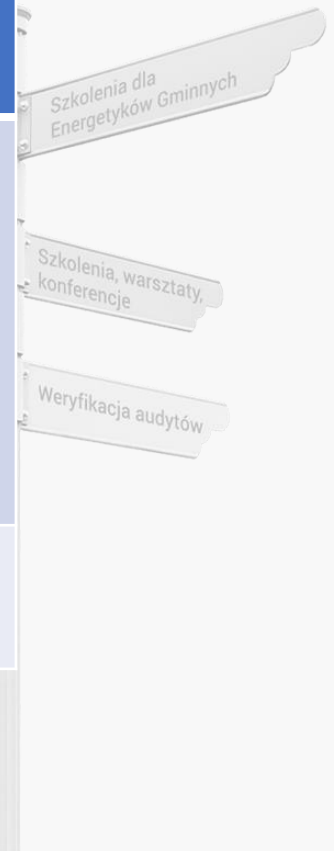 Szkolenia dla
Energetyków Gminnych
Szkolenia, warsztaty,
konferencje
Weryfikacja audytów